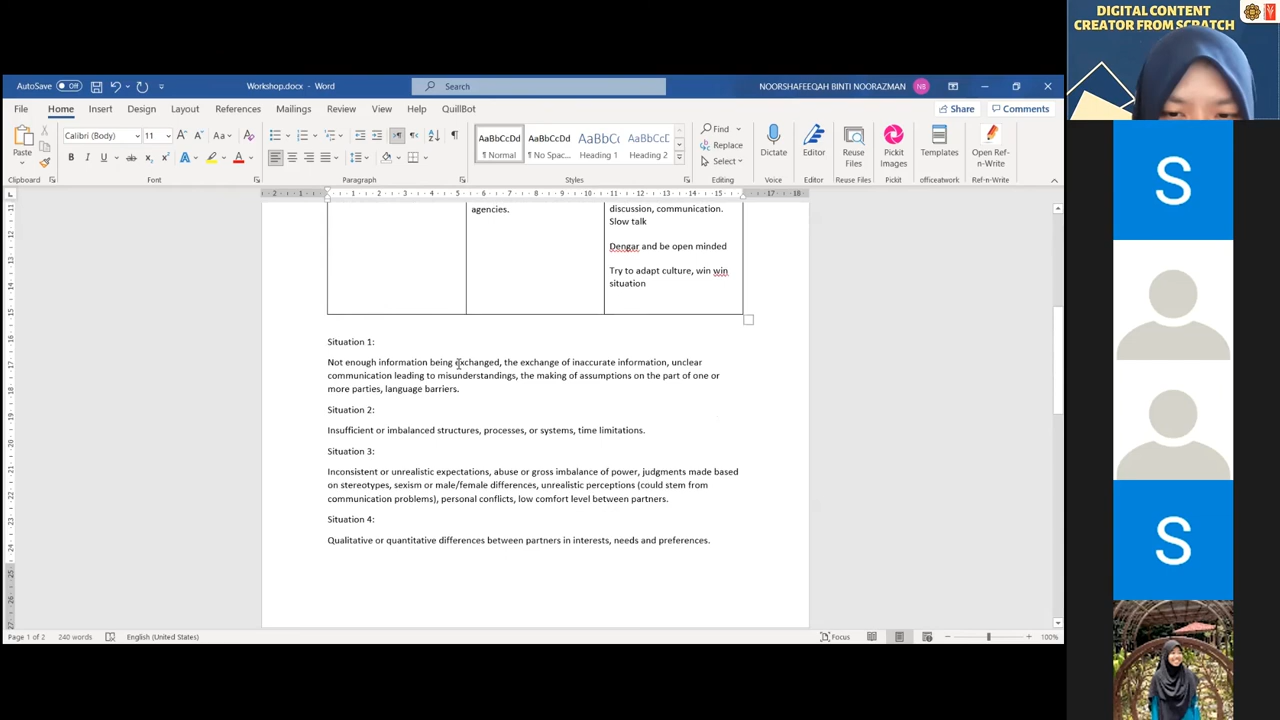 DIGITAL CONTENT
CREATOR FROM SCRATCH
AutoSave Off
Workshop.docx - Word
Search
NOORSHAFEEQAH BINTI NOORAZMAN NB
File Home Insert Design Layout References Mailings Review View Help QuillBot
Share Comments
Paste
Calibri (Body) 11
AaBbCcDd AaBbCcDd AaBbC AaBbCcD
¶ Normal ¶ No Spac... Heading 1 Heading 2
Find
Replace
Select
Dictate
Editor
Reuse
Files
Pickit
Images
Templates
Open Ref-
n-Write
Clipboard Font Paragraph Styles Voice Editor Reuse Files Pickit officeatwork Ref-n-Write
agencies.
discussion, communication.
Slow talk
Dengar and be open minded
Try to adapt culture, win win
situation
Situation 1:
Not enough information being exchanged, the exchange of inaccurate information, unclear
communication leading to misunderstandings, the making of assumptions on the part of one or
more parties, language barriers.
Situation 2:
Insufficient or imbalanced structures, processes, or systems, time limitations.
Situation 3:
Inconsistent or unrealistic expectations, abuse or gross imbalance of power, judgments made based
on stereotypes, sexism or male/female differences, unrealistic perceptions (could stem from
communication problems), personal conflicts, low comfort level between partners.
Situation 4:
Qualitative or quantitative differences between partners in interests, needs and preferences.
Page 1 of 2 240 words English (United States)
Focus
100%
S
S